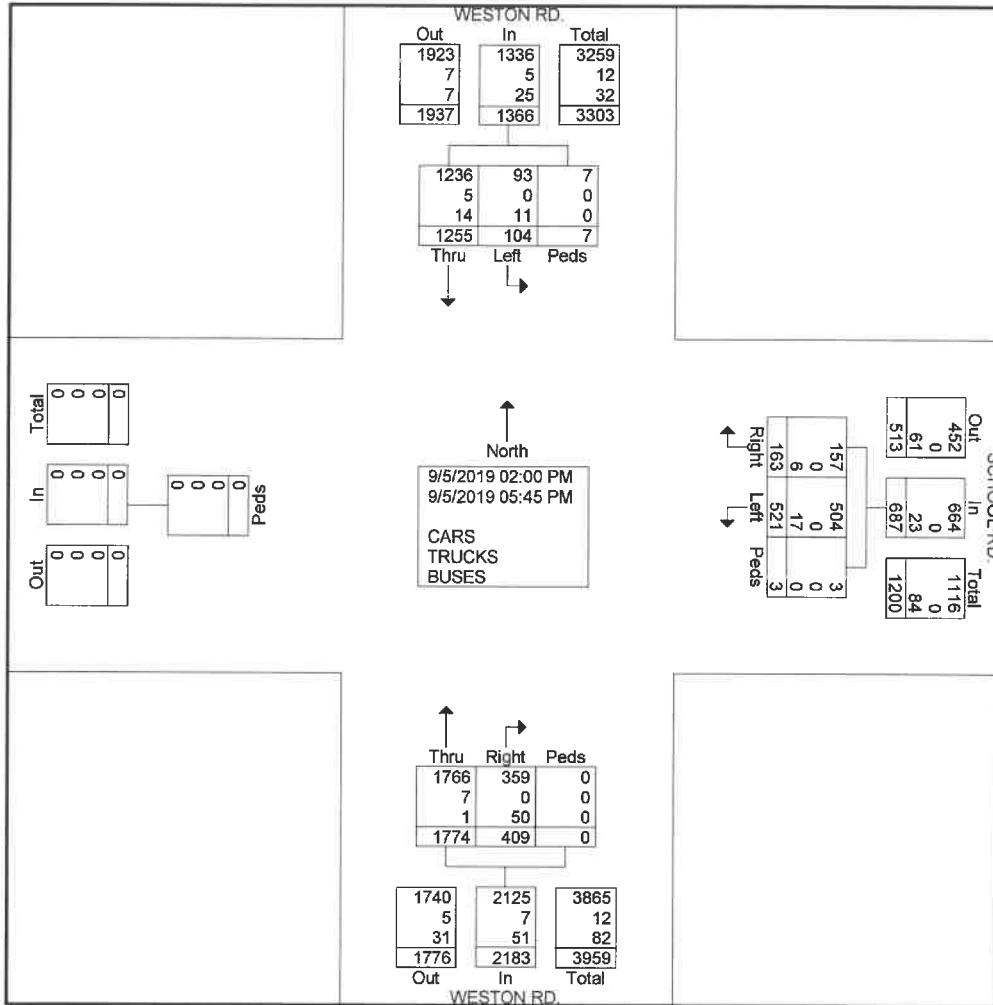 WESTON RD.
Out In Total
1923 1336 3259
7 5 12
7 25 32
1937 1366 3303
1236 93 7
5 0 0
14 11 0
1255 104 7
Thru Left Peds
Total
0 0 0 0
In
0 0 0 0
Out
0 0 0 0
Peds
0 0 0 0
North
9/5/2019 02:00 PM
9/5/2019 05:45 PM
CARS
TRUCKS
BUSES
RD.
Out In Total
452 664 1116
0 0 0
61 23 84
513 687 1200
157 504 3
0 0 0
6 17 0
163 521 3
Right Left Peds
Thru Right Peds
1766 359 0
7 0 0
1 50 0
1774 409 0
1740 2125 3865
5 7 12
31 51 82
1776 2183 3959
Out In Total
WESTON RD.